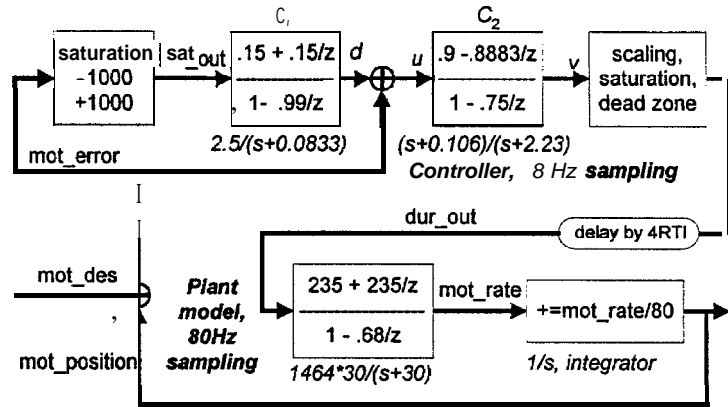 C₁
C₂
saturation
-1000
+1000
sat_out
.15 + .15/z
1- .99/z
d
u
.9 -.8883/z
1 - .75/z
v
scaling,
saturation,
dead zone
mot_error
2.5/(s+0.0833)
(s+0.106)/(s+2.23)
Controller, 8 Hz sampling
dur_out
delay by 4RTI
mot_des
Plant
model,
80Hz
sampling
235 + 235/z
1 - .68/z
mot_rate
+=mot_rate/80
mot_position
1464*30/(s+30)
1/s, integrator